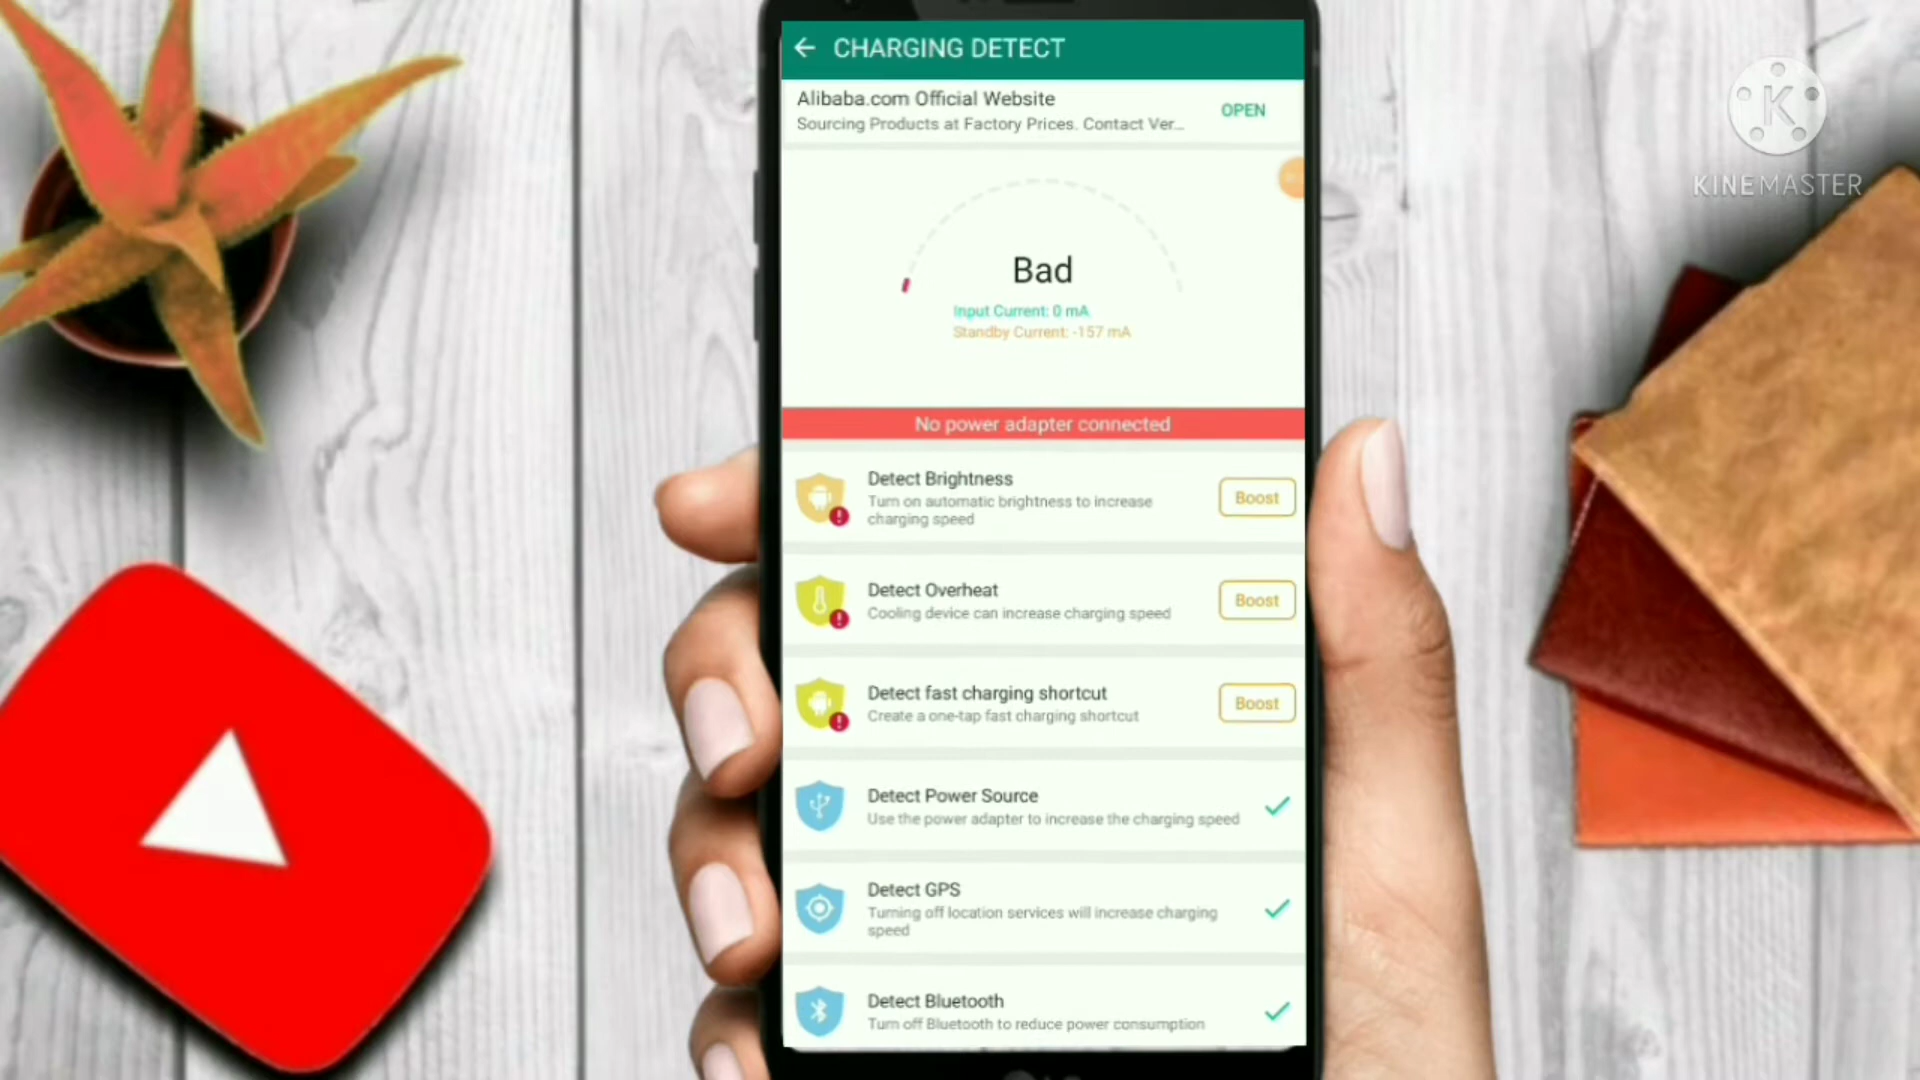 CHARGING DETECT
Alibaba.com Official Website
Sourcing Products at Factory Prices. Contact Ver...
OPEN
KINEMASTER
Bad
Input Current: 0 mA
Standby Current: -157 mA
No power adapter connected
Detect Brightness
Turn on automatic brightness to increase
charging speed
Boost
Detect Overheat
Cooling device can increase charging speed
Boost
Detect fast charging shortcut
Create a one-tap fast charging shortcut
Boost
Detect Power Source
Use the power adapter to increase the charging speed
Detect GPS
Turning off location services will increase charging
speed
Detect Bluetooth
Turn off Bluetooth to reduce power consumption